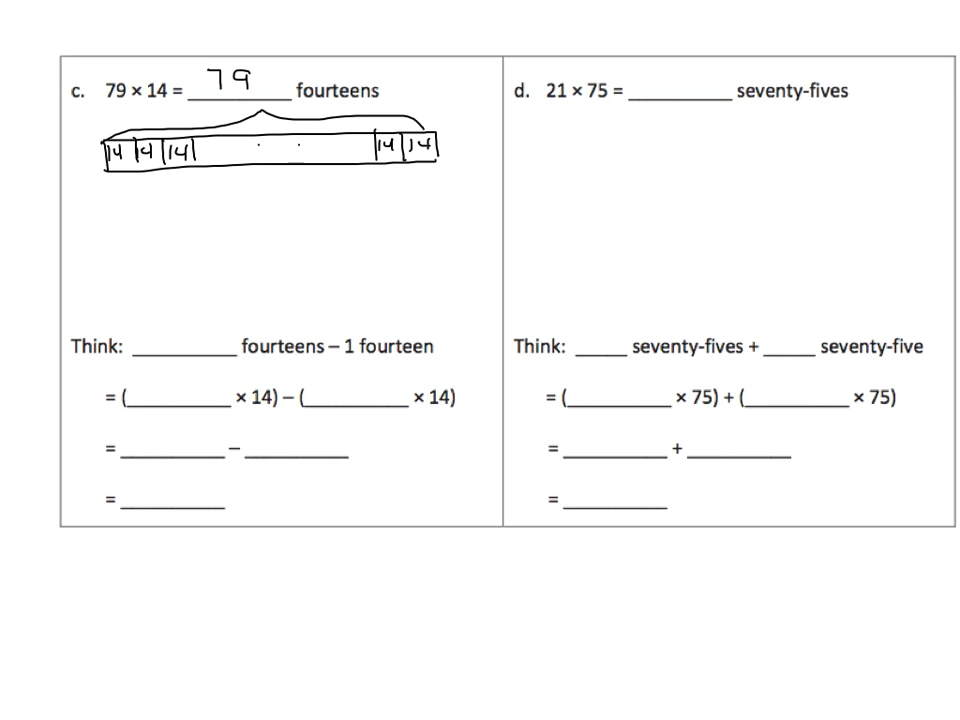 c. 79 × 14 = 79 fourteens
14 14 14 . . 14 14
Think: __________ fourteens – 1 fourteen
= (__________ × 14) – (__________ × 14)
= __________ – __________
= __________
d. 21 × 75 = __________ seventy-fives
Think: _____ seventy-fives + _____ seventy-five
= (__________ × 75) + (__________ × 75)
= __________ + __________
= __________